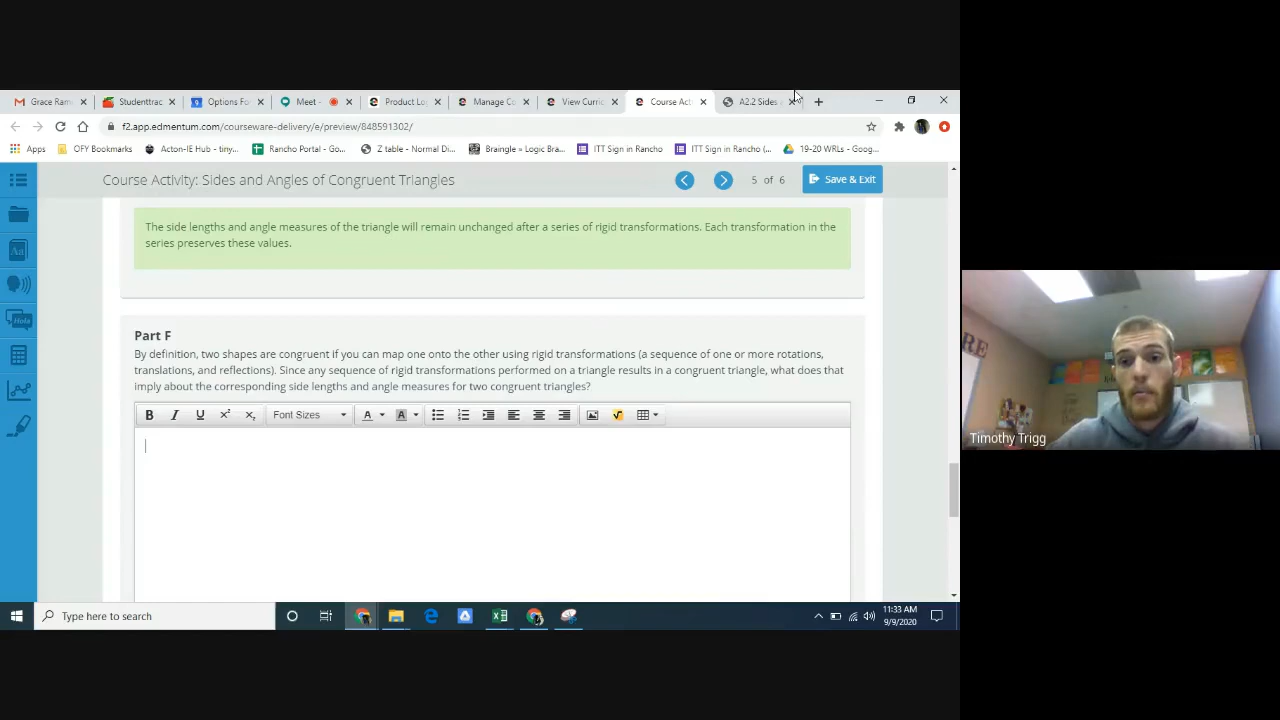 Grace Ram
Studenttrac
Options Fo
Meet -
Product Lo
Manage Co
View Curric
Course Act
A2.2 Sides
f2.app.edmentum.com/courseware-delivery/e/preview/848591302/
Apps
OFY Bookmarks
Acton-IE Hub - tiny...
Rancho Portal - Go...
Z table - Normal Di...
Braingle » Logic Bra...
ITT Sign in Rancho
ITT Sign in Rancho (...
19-20 WRLs - Goog...
Course Activity: Sides and Angles of Congruent Triangles
5 of 6
Save & Exit
The side lengths and angle measures of the triangle will remain unchanged after a series of rigid transformations. Each transformation in the
series preserves these values.
Part F
By definition, two shapes are congruent if you can map one onto the other using rigid transformations (a sequence of one or more rotations,
translations, and reflections). Since any sequence of rigid transformations performed on a triangle results in a congruent triangle, what does that
imply about the corresponding side lengths and angle measures for two congruent triangles?
B I U X² X₂ Font Sizes A A
Aa
Hola
Timothy Trigg
Type here to search
11:33 AM
9/9/2020